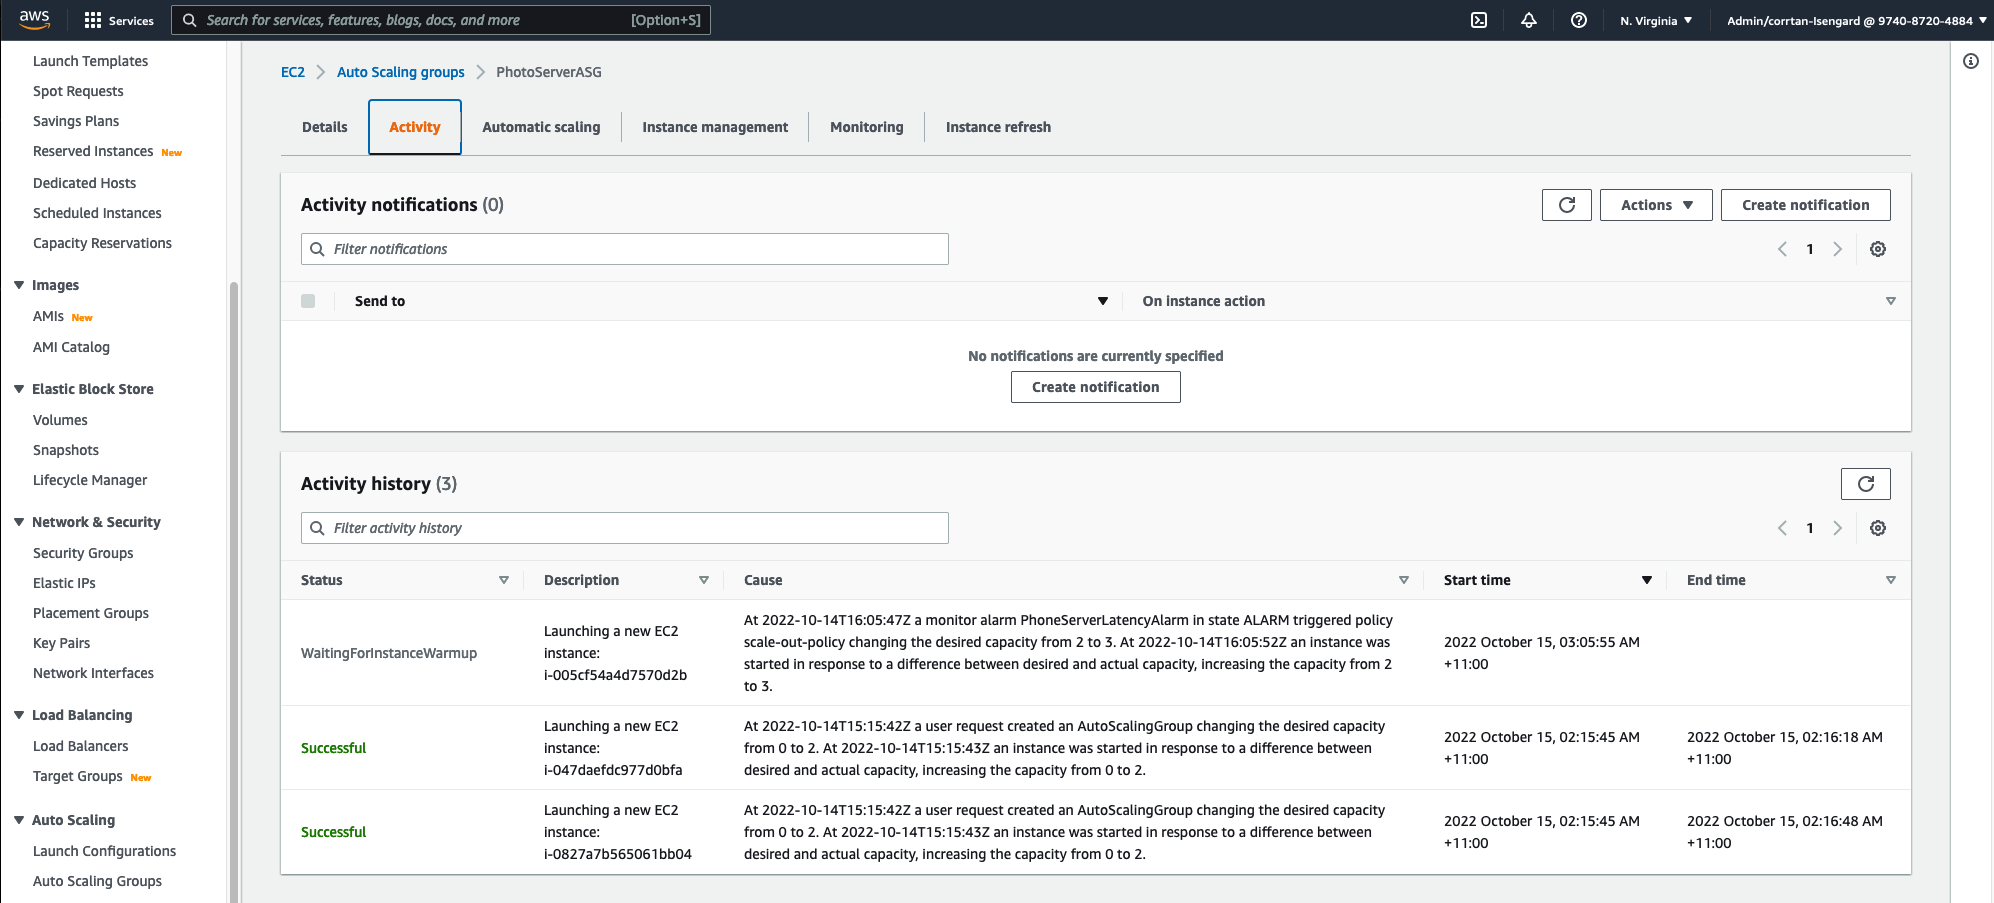 aws
Services
Search for services, features, blogs, docs, and more
[Option+S]
N. Virginia
Admin/corrtan-Isengard @ 9740-8720-4884
Launch Templates
Spot Requests
Savings Plans
Reserved Instances New
Dedicated Hosts
Scheduled Instances
Capacity Reservations
Images
AMIs New
AMI Catalog
Elastic Block Store
Volumes
Snapshots
Lifecycle Manager
Network & Security
Security Groups
Elastic IPs
Placement Groups
Key Pairs
Network Interfaces
Load Balancing
Load Balancers
Target Groups New
Auto Scaling
Launch Configurations
Auto Scaling Groups
EC2 > Auto Scaling groups > PhotoServerASG
Details
Activity
Automatic scaling
Instance management
Monitoring
Instance refresh
Activity notifications (0)
Actions
Create notification
Filter notifications
1
Send to
On instance action
No notifications are currently specified
Create notification
Activity history (3)
Filter activity history
1
Status
Description
Cause
Start time
End time
WaitingForInstanceWarmup
Launching a new EC2
instance:
i-005cf54a4d7570d2b
At 2022-10-14T16:05:47Z a monitor alarm PhoneServerLatencyAlarm in state ALARM triggered policy
scale-out-policy changing the desired capacity from 2 to 3. At 2022-10-14T16:05:52Z an instance was
started in response to a difference between desired and actual capacity, increasing the capacity from 2
to 3.
2022 October 15, 03:05:55 AM
+11:00
Successful
Launching a new EC2
instance:
i-047daefdc977d0bfa
At 2022-10-14T15:15:42Z a user request created an AutoScalingGroup changing the desired capacity
from 0 to 2. At 2022-10-14T15:15:43Z an instance was started in response to a difference between
desired and actual capacity, increasing the capacity from 0 to 2.
2022 October 15, 02:15:45 AM
+11:00
2022 October 15, 02:16:18 AM
+11:00
Successful
Launching a new EC2
instance:
i-0827a7b565061bb04
At 2022-10-14T15:15:42Z a user request created an AutoScalingGroup changing the desired capacity
from 0 to 2. At 2022-10-14T15:15:43Z an instance was started in response to a difference between
desired and actual capacity, increasing the capacity from 0 to 2.
2022 October 15, 02:15:45 AM
+11:00
2022 October 15, 02:16:48 AM
+11:00